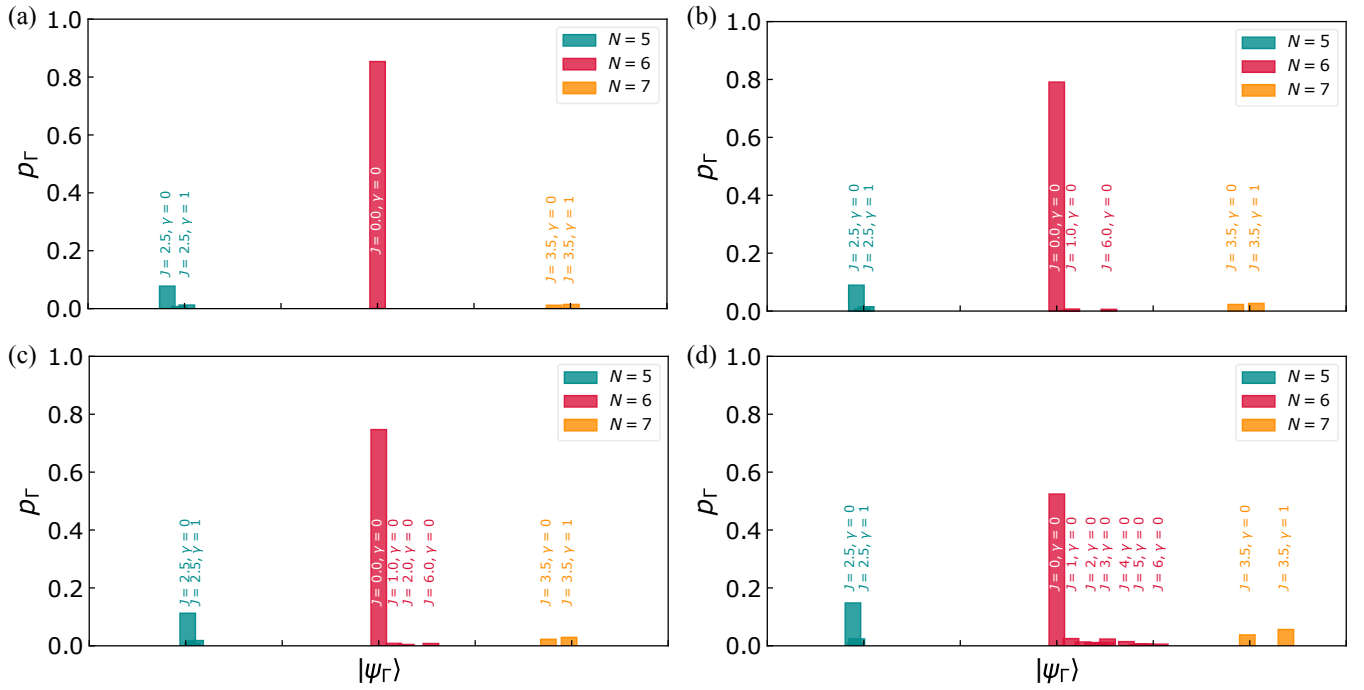 (a)
1.0
0.8
0.6
0.4
0.2
0.0
p_Γ
N = 5
N = 6
N = 7
J = 2.5, γ = 0
J = 2.5, γ = 1
J = 0.0, γ = 0
J = 3.5, γ = 0
J = 3.5, γ = 1
(b)
1.0
0.8
0.6
0.4
0.2
0.0
p_Γ
N = 5
N = 6
N = 7
J = 2.5, γ = 0
J = 2.5, γ = 1
J = 0.0, γ = 0
J = 1.0, γ = 0
J = 6.0, γ = 0
J = 3.5, γ = 0
J = 3.5, γ = 1
(c)
1.0
0.8
0.6
0.4
0.2
0.0
p_Γ
N = 5
N = 6
N = 7
J = 2.5, γ = 0
J = 2.5, γ = 1
J = 0.0, γ = 0
J = 1.0, γ = 0
J = 2.0, γ = 0
J = 6.0, γ = 0
J = 3.5, γ = 0
J = 3.5, γ = 1
|ψ_Γ⟩
(d)
1.0
0.8
0.6
0.4
0.2
0.0
p_Γ
N = 5
N = 6
N = 7
J = 2.5, γ = 0
J = 2.5, γ = 1
J = 0, γ = 0
J = 1, γ = 0
J = 2, γ = 0
J = 3, γ = 0
J = 4, γ = 0
J = 5, γ = 0
J = 6, γ = 0
J = 3.5, γ = 0
J = 3.5, γ = 1
|ψ_Γ⟩